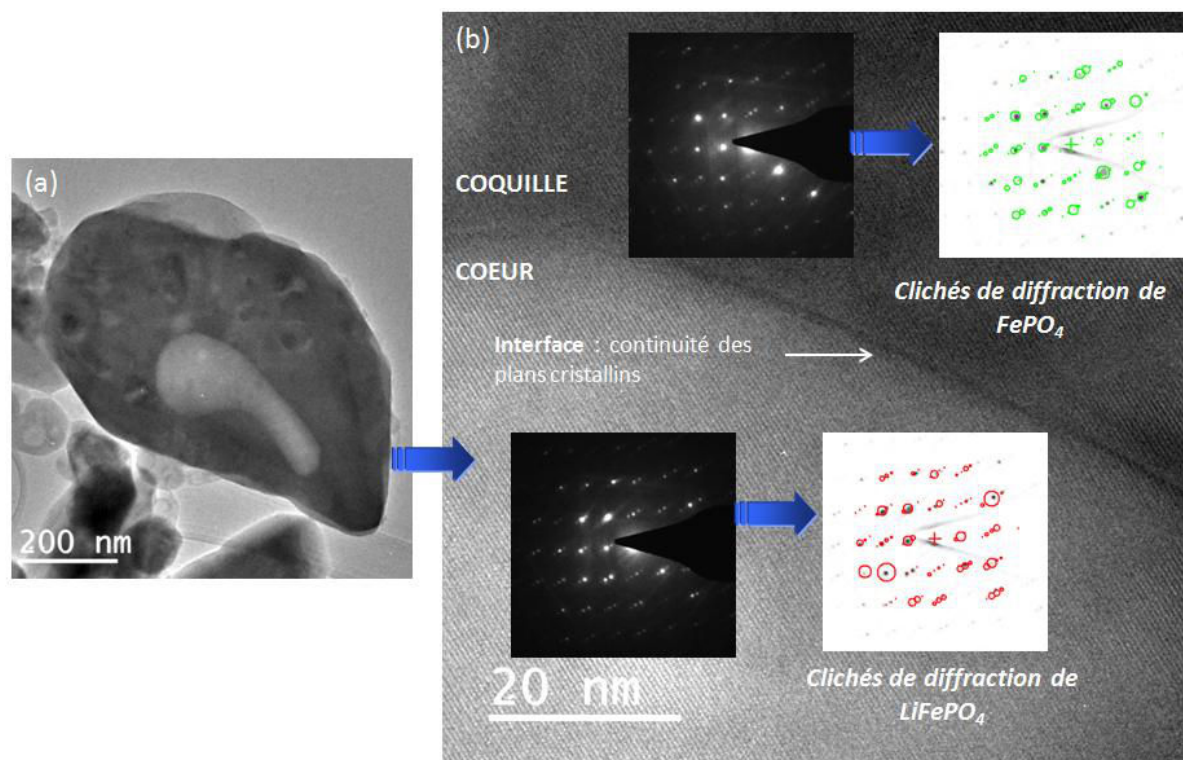 (a)
200 nm
(b)
COQUILLE
COEUR
Interface : continuité des
plans cristallins
Clichés de diffraction de
FePO₄
20 nm
Clichés de diffraction de
LiFePO₄